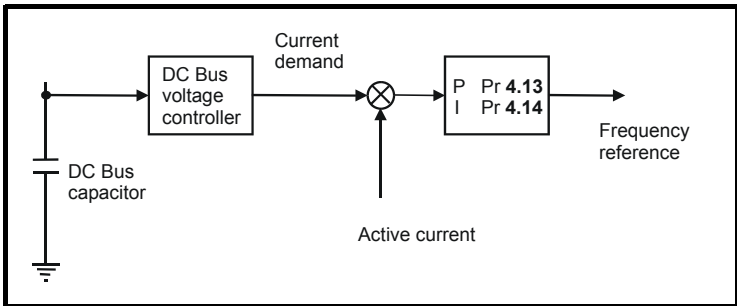 Current
demand
DC Bus
voltage
controller
P Pr 4.13
I Pr 4.14
Frequency
reference
DC Bus
capacitor
Active current